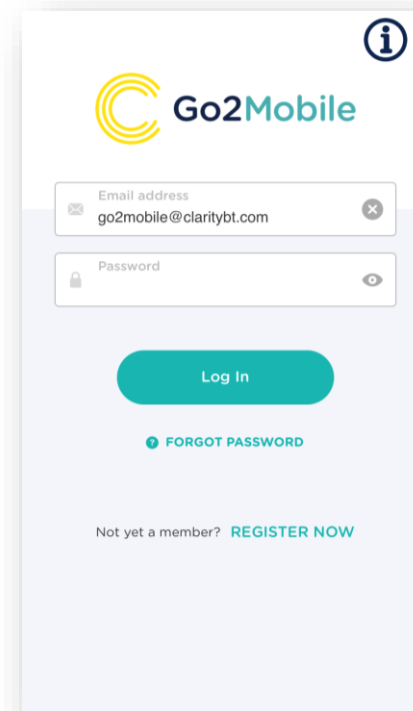 Go2Mobile
Email address
go2mobile@claritybt.com
Password
Log In
FORGOT PASSWORD
Not yet a member? REGISTER NOW